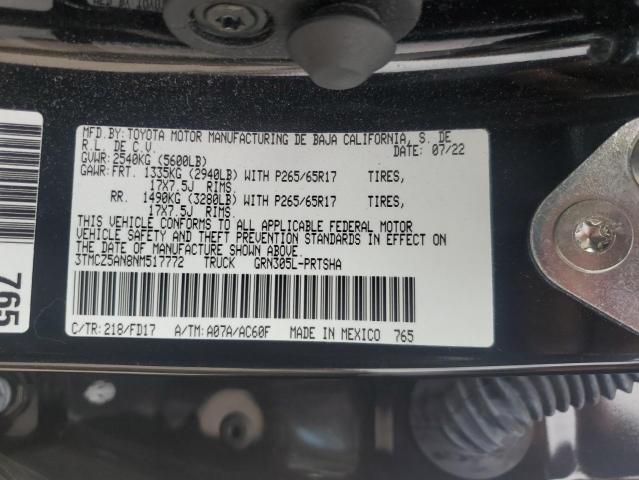 MFD.BY:TOYOTA MOTOR MANUFACTURING DE BAJA CALIFORNIA, S. DE
R.L. DE C.V. DATE: 07/22
GVWR:2540KG (5600LB)
GAWR:FRT. 1335KG (2940LB) WITH P265/65R17 TIRES,
17X7.5J RIMS.
RR. 1490KG (3280LB) WITH P265/65R17 TIRES,
17X7.5J RIMS.
THIS VEHICLE CONFORMS TO ALL APPLICABLE FEDERAL MOTOR
VEHICLE SAFETY AND THEFT PREVENTION STANDARDS IN EFFECT ON
THE DATE OF MANUFACTURE SHOWN ABOVE.
3TMCZ5AN8NM517772 TRUCK GRN305L-PRTSHA
C/TR:218/FD17 A/TM:A07A/AC60F MADE IN MEXICO 765
765